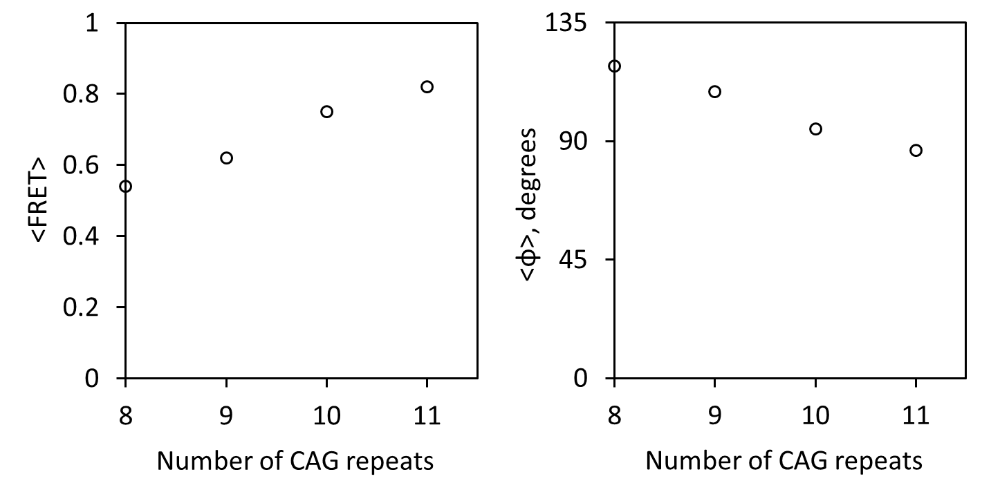 <FRET>
1
0.8
0.6
0.4
0.2
0
8 9 10 11
Number of CAG repeats
<ϕ>, degrees
135
90
45
0
8 9 10 11
Number of CAG repeats